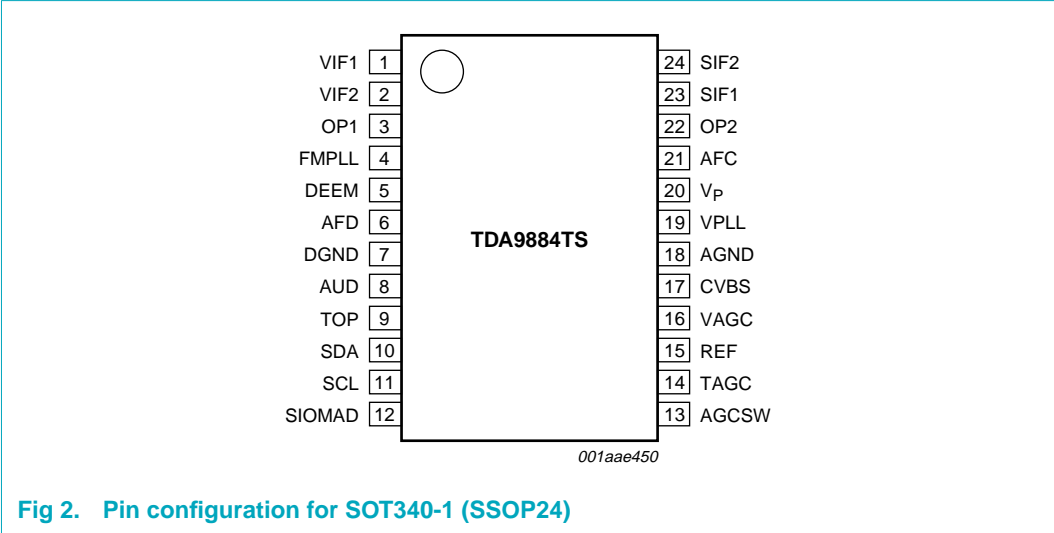 VIF1 1 24 SIF2
VIF2 2 23 SIF1
OP1 3 22 OP2
FMPLL 4 21 AFC
DEEM 5 20 VP
AFD 6 19 VPLL
TDA9884TS
DGND 7 18 AGND
AUD 8 17 CVBS
TOP 9 16 VAGC
SDA 10 15 REF
SCL 11 14 TAGC
SIOMAD 12 13 AGCSW
001aae450
Fig 2. Pin configuration for SOT340-1 (SSOP24)